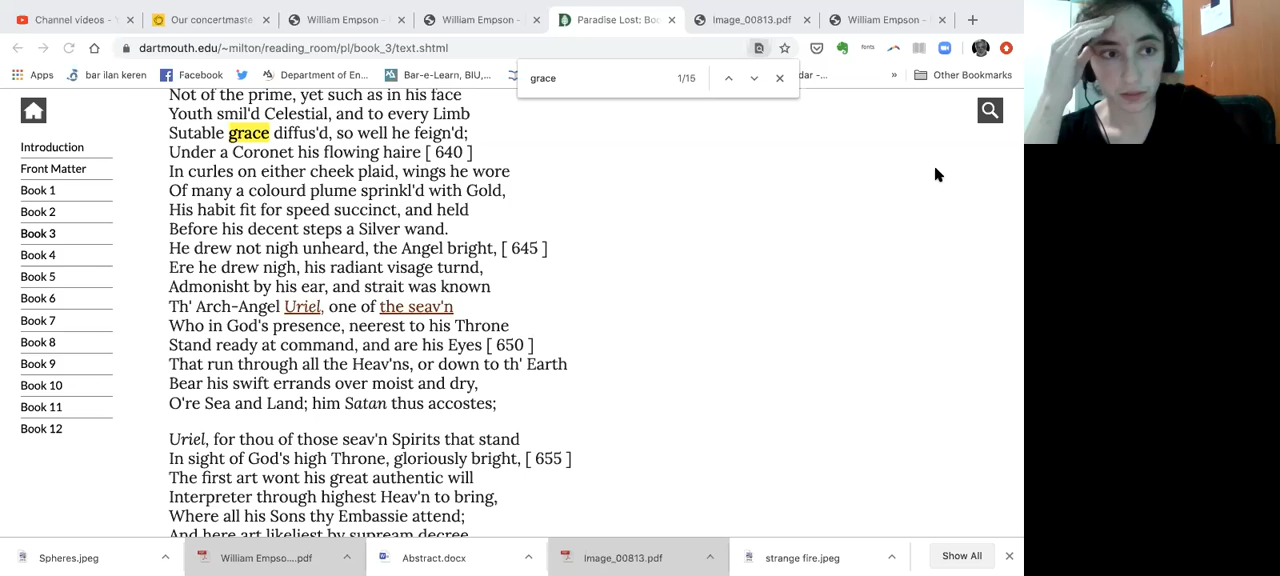 Channel videos - Y
Our concertmaste
William Empson -
William Empson -
Paradise Lost: Boo
Image_00813.pdf
William Empson -
dartmouth.edu/~milton/reading_room/pl/book_3/text.shtml
fonts
Apps
bar ilan keren
Facebook
Department of En...
Bar-e-Learn, BIU,...
dar -...
»
Other Bookmarks
grace
1/15
Introduction
Front Matter
Book 1
Book 2
Book 3
Book 4
Book 5
Book 6
Book 7
Book 8
Book 9
Book 10
Book 11
Book 12
Not of the prime, yet such as in his face
Youth smil'd Celestial, and to every Limb
Sutable grace diffus'd, so well he feign'd;
Under a Coronet his flowing haire [ 640 ]
In curles on either cheek plaid, wings he wore
Of many a colourd plume sprinkl'd with Gold,
His habit fit for speed succinct, and held
Before his decent steps a Silver wand.
He drew not nigh unheard, the Angel bright, [ 645 ]
Ere he drew nigh, his radiant visage turnd,
Admonisht by his ear, and strait was known
Th' Arch-Angel Uriel, one of the seav'n
Who in God's presence, neerest to his Throne
Stand ready at command, and are his Eyes [ 650 ]
That run through all the Heav'ns, or down to th' Earth
Bear his swift errands over moist and dry,
O're Sea and Land; him Satan thus accostes;
Uriel, for thou of those seav'n Spirits that stand
In sight of God's high Throne, gloriously bright, [ 655 ]
The first art wont his great authentic will
Interpreter through highest Heav'n to bring,
Where all his Sons thy Embassie attend;
And here art likeliest by supream decree
Spheres.jpeg
William Empso....pdf
Abstract.docx
Image_00813.pdf
strange fire.jpeg
Show All